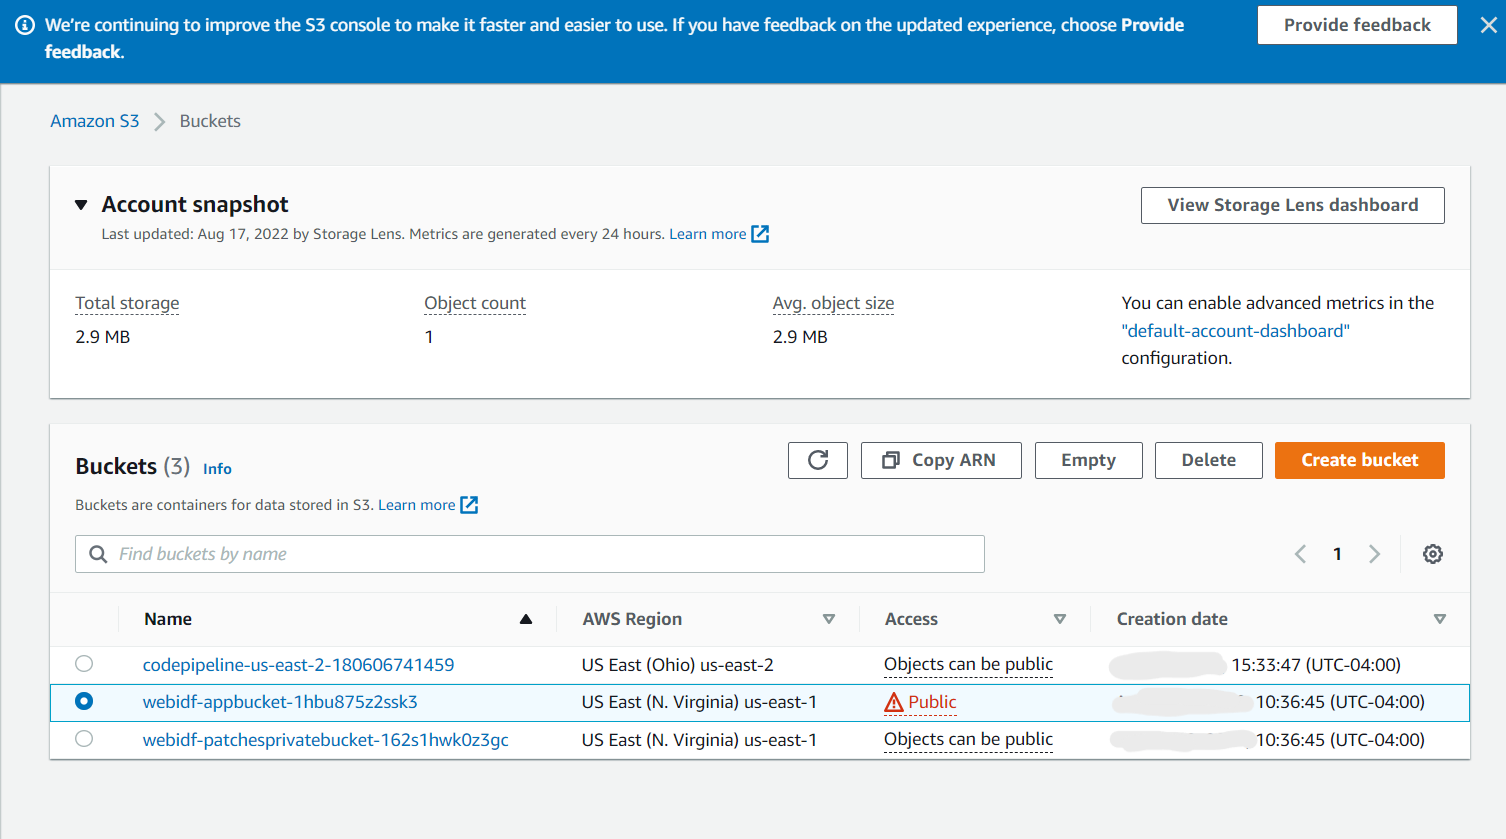 We're continuing to improve the S3 console to make it faster and easier to use. If you have feedback on the updated experience, choose Provide
feedback.
Provide feedback
Amazon S3 > Buckets
Account snapshot
View Storage Lens dashboard
Last updated: Aug 17, 2022 by Storage Lens. Metrics are generated every 24 hours. Learn more
Total storage
2.9 MB
Object count
1
Avg. object size
2.9 MB
You can enable advanced metrics in the
"default-account-dashboard"
configuration.
Buckets (3) Info
Copy ARN
Empty
Delete
Create bucket
Buckets are containers for data stored in S3. Learn more
Find buckets by name
1
Name AWS Region Access Creation date
codepipeline-us-east-2-180606741459 US East (Ohio) us-east-2 Objects can be public 15:33:47 (UTC-04:00)
webidf-appbucket-1hbu875z2ssk3 US East (N. Virginia) us-east-1 Public 10:36:45 (UTC-04:00)
webidf-patchesprivatebucket-162s1hwk0z3gc US East (N. Virginia) us-east-1 Objects can be public 10:36:45 (UTC-04:00)